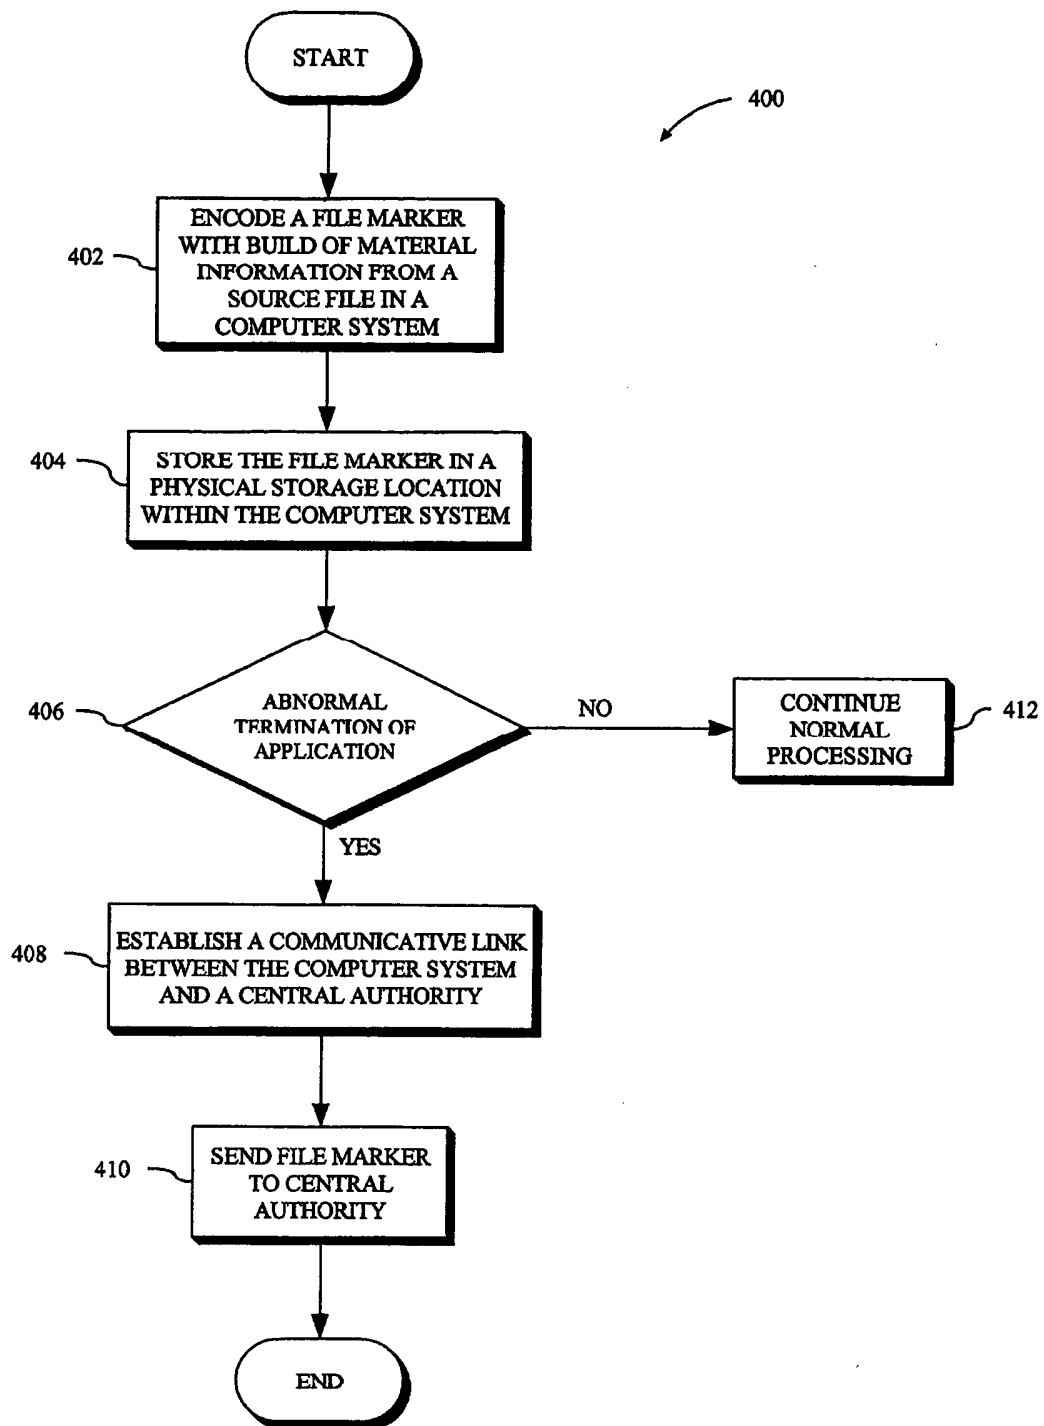 START
400
402
ENCODE A FILE MARKER
WITH BUILD OF MATERIAL
INFORMATION FROM A
SOURCE FILE IN A
COMPUTER SYSTEM
404
STORE THE FILE MARKER IN A
PHYSICAL STORAGE LOCATION
WITHIN THE COMPUTER SYSTEM
406
ABNORMAL
TERMINATION OF
APPLICATION
NO
CONTINUE
NORMAL
PROCESSING
412
YES
408
ESTABLISH A COMMUNICATIVE LINK
BETWEEN THE COMPUTER SYSTEM
AND A CENTRAL AUTHORITY
410
SEND FILE MARKER
TO CENTRAL
AUTHORITY
END